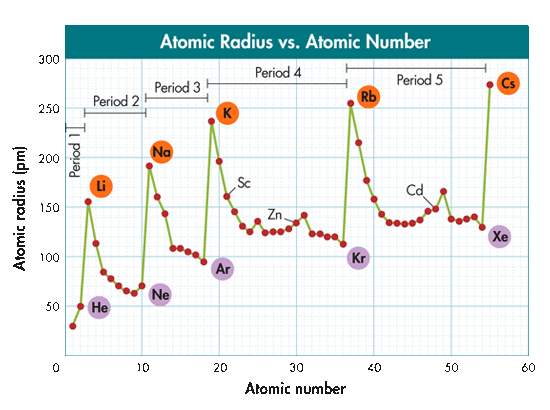 Atomic Radius vs. Atomic Number
Atomic radius (pm)
300
250
200
150
100
50
0
Period 1
Period 2
Period 3
Period 4
Period 5
Li
Na
K
Rb
Cs
Sc
Zn
Cd
He
Ne
Ar
Kr
Xe
10
20
30
40
50
60
Atomic number